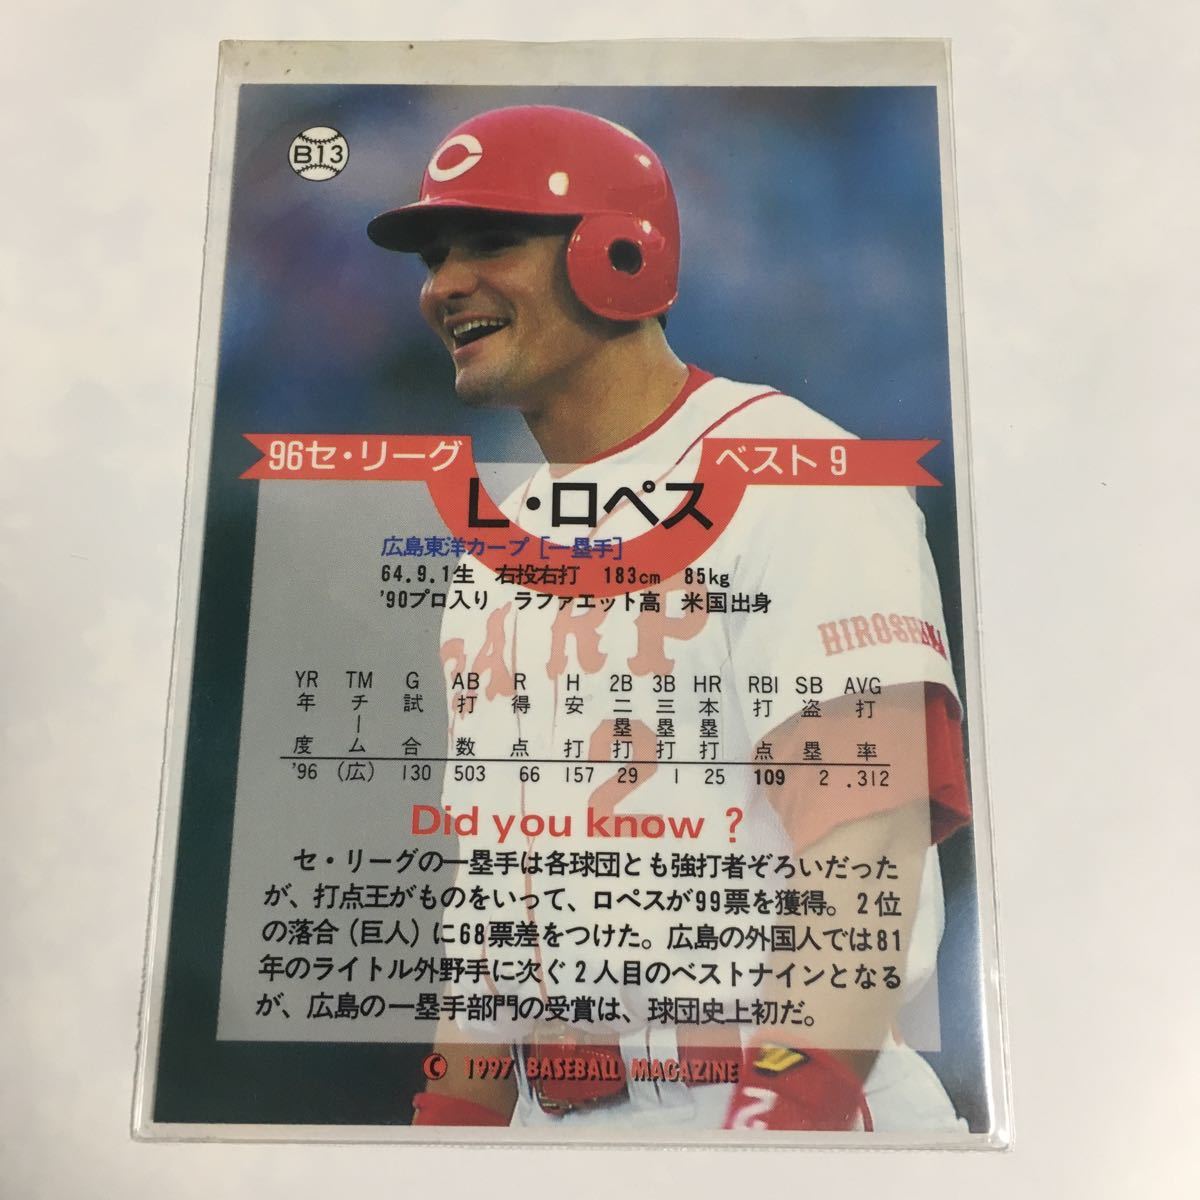 B13
C
96セ・リーグ
ベスト9
L・ロペス
広島東洋カープ [一塁手]
64.9.1生 右投右打 183cm 85kg
'90プロ入り ラファエット高 米国出身
CARP
HIROSHIMA
2
YR TM G AB R H 2B 3B HR RBI SB AVG
年度 チーム 試合 打数 得点 安打 二塁打 三塁打 本塁打 打点 盗塁 打率
'96 (広) 130 503 66 157 29 1 25 109 2 .312
Did you know ?
セ・リーグの一塁手は各球団とも強打者ぞろいだった
が、打点王がものをいって、ロペスが99票を獲得。2位
の落合(巨人)に68票差をつけた。広島の外国人では81
年のライトル外野手に次ぐ2人目のベストナインとなる
が、広島の一塁手部門の受賞は、球団史上初だ。
© 1997 BASEBALL MAGAZINE
2